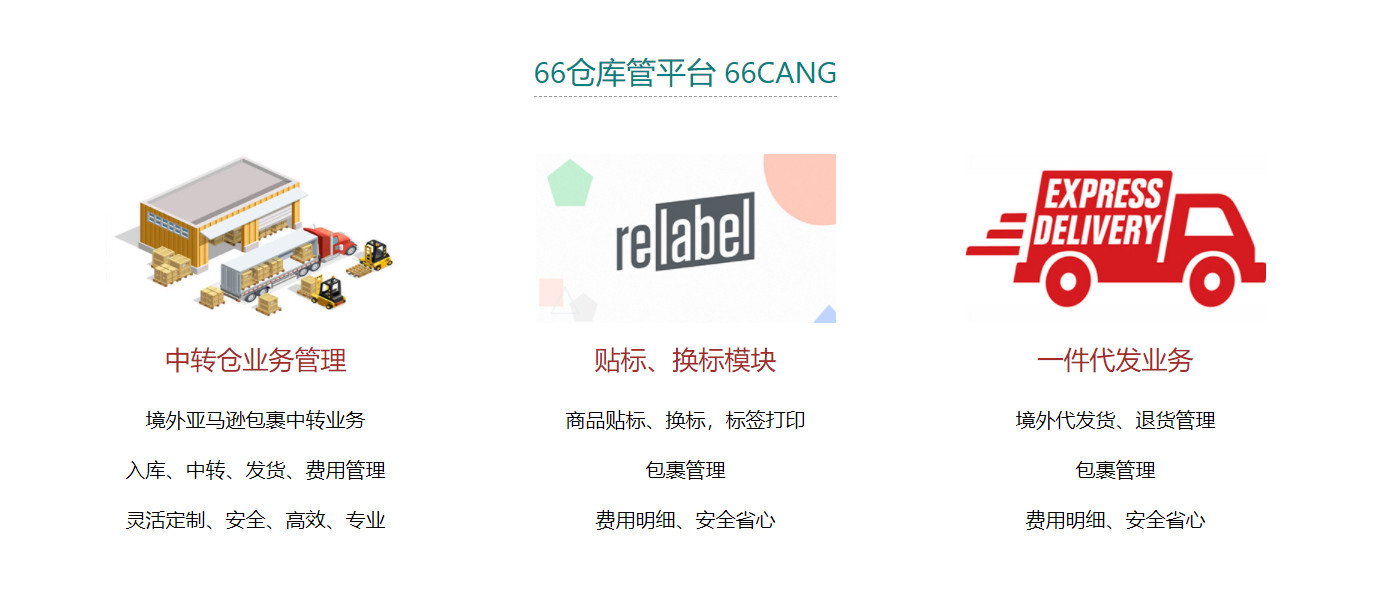 66仓库管平台 66CANG
relabel
EXPRESS
DELIVERY
中转仓业务管理
贴标、换标模块
一件代发业务
境外亚马逊包裹中转业务
商品贴标、换标，标签打印
境外代发货、退货管理
入库、中转、发货、费用管理
包裹管理
包裹管理
灵活定制、安全、高效、专业
费用明细、安全省心
费用明细、安全省心